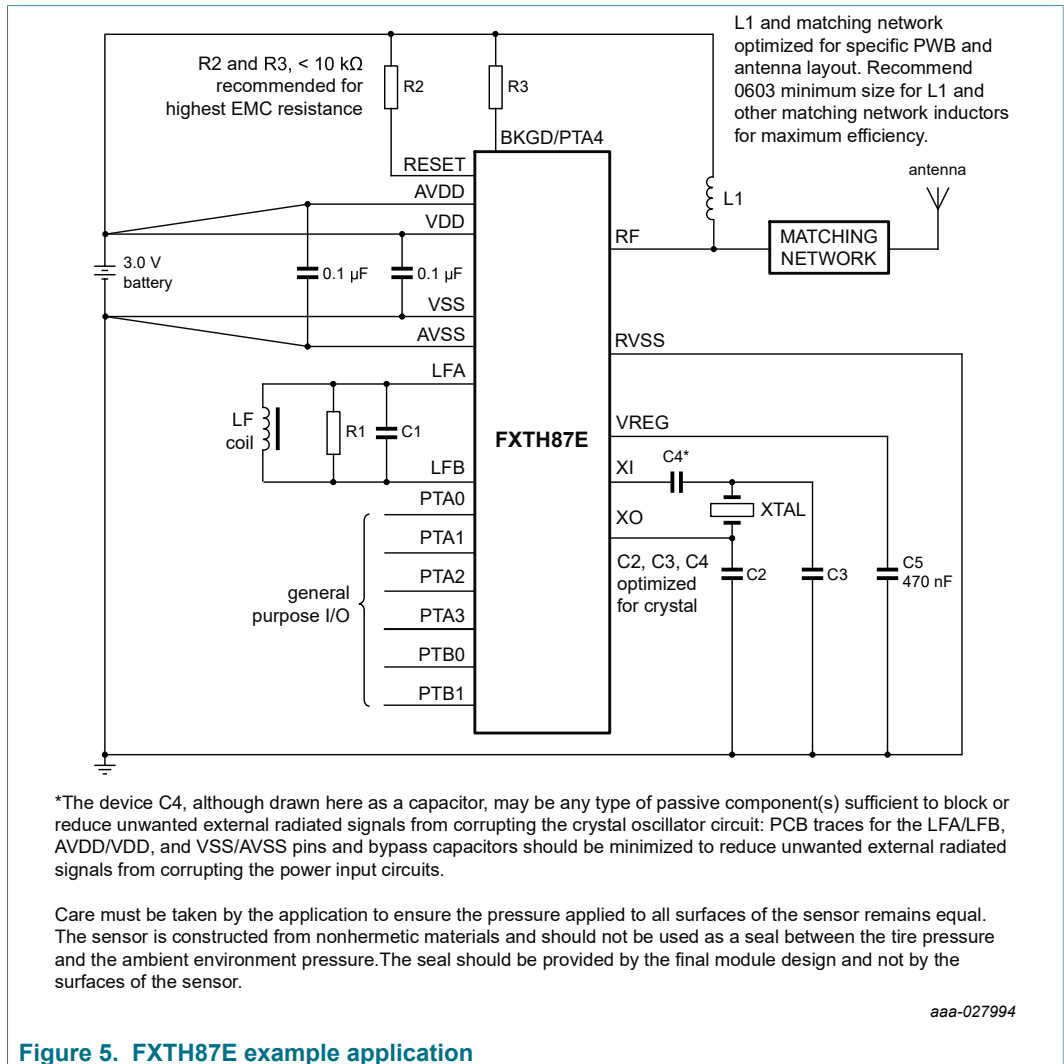 L1 and matching network
optimized for specific PWB and
antenna layout. Recommend
0603 minimum size for L1 and
other matching network inductors
for maximum efficiency.
R2 and R3, < 10 kΩ
recommended for
highest EMC resistance
R2
R3
BKGD/PTA4
RESET
AVDD
VDD
antenna
L1
RF
MATCHING
NETWORK
3.0 V
battery
0.1 µF
0.1 µF
VSS
AVSS
RVSS
LFA
LF
coil
R1
C1
FXTH87E
VREG
LFB
XI
C4*
PTA0
XO
XTAL
PTA1
C2, C3, C4
optimized
for crystal
C2
C3
C5
470 nF
PTA2
general
purpose I/O
PTA3
PTB0
PTB1
*The device C4, although drawn here as a capacitor, may be any type of passive component(s) sufficient to block or
reduce unwanted external radiated signals from corrupting the crystal oscillator circuit: PCB traces for the LFA/LFB,
AVDD/VDD, and VSS/AVSS pins and bypass capacitors should be minimized to reduce unwanted external radiated
signals from corrupting the power input circuits.
Care must be taken by the application to ensure the pressure applied to all surfaces of the sensor remains equal.
The sensor is constructed from nonhermetic materials and should not be used as a seal between the tire pressure
and the ambient environment pressure.The seal should be provided by the final module design and not by the
surfaces of the sensor.
aaa-027994
Figure 5. FXTH87E example application